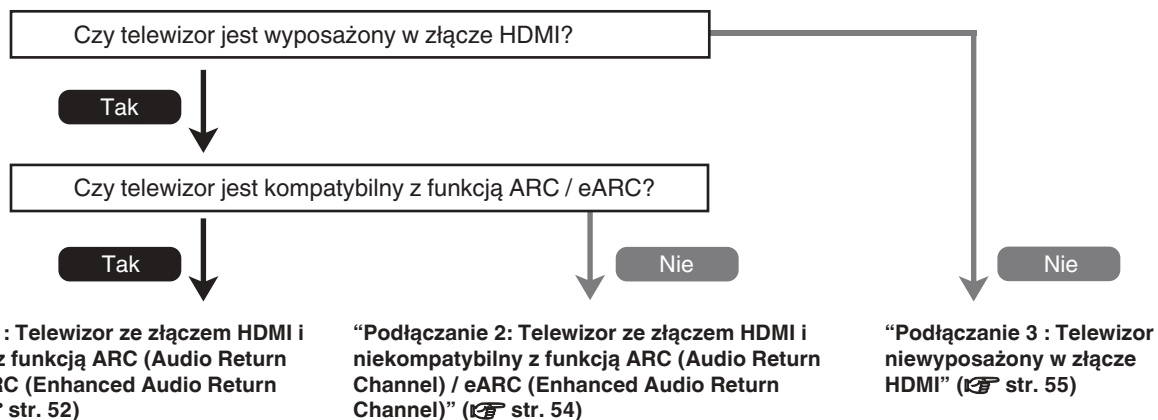 Czy telewizor jest wyposażony w złącze HDMI?
Tak
Czy telewizor jest kompatybilny z funkcją ARC / eARC?
Tak
Nie
Nie
: Telewizor ze złączem HDMI i
z funkcją ARC (Audio Return
RC (Enhanced Audio Return
str. 52)
“Podłączanie 2: Telewizor ze złączem HDMI i
niekompatybilny z funkcją ARC (Audio Return
Channel) / eARC (Enhanced Audio Return
Channel)” (☞ str. 54)
“Podłączanie 3 : Telewizor
niewyposażony w złącze
HDMI” (☞ str. 55)